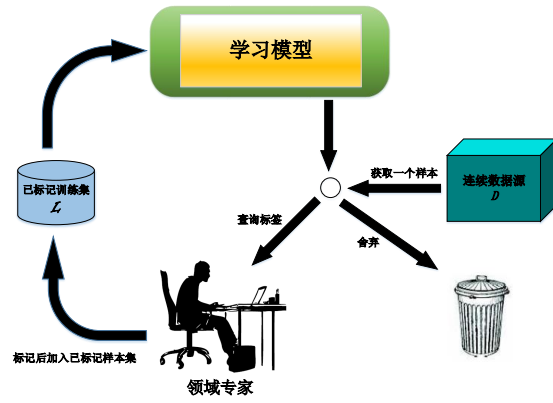 学习模型
获取一个样本
连续数据源
D
已标记训练集
L
查询标签
舍弃
标记后加入已标记样本集
领域专家